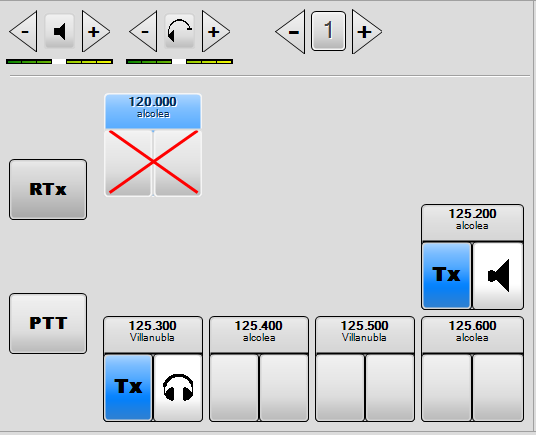 - + - + - 1 +
120.000
alcolea
RTx
125.200
alcolea
Tx
PTT
125.300 125.400 125.500 125.600
Villanubla alcolea Villanubla alcolea
Tx